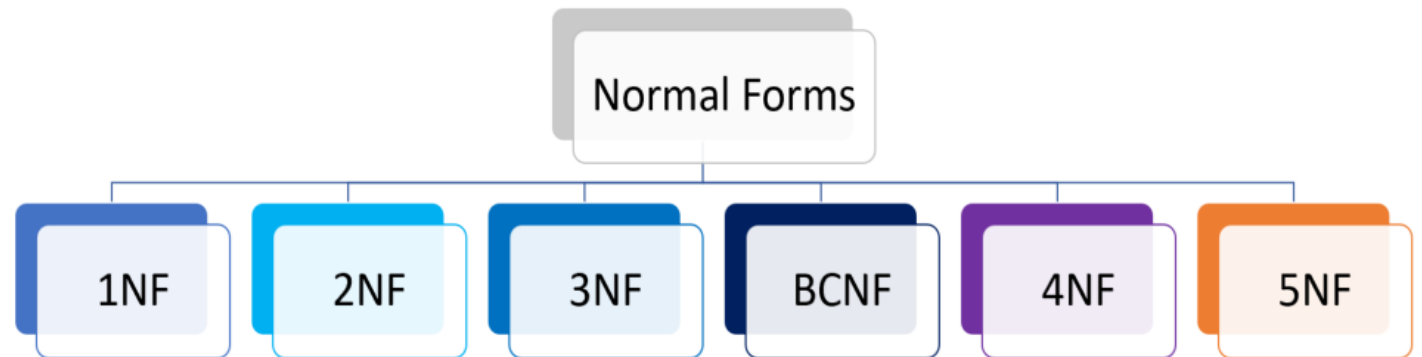 Normal Forms
1NF
2NF
3NF
BCNF
4NF
5NF